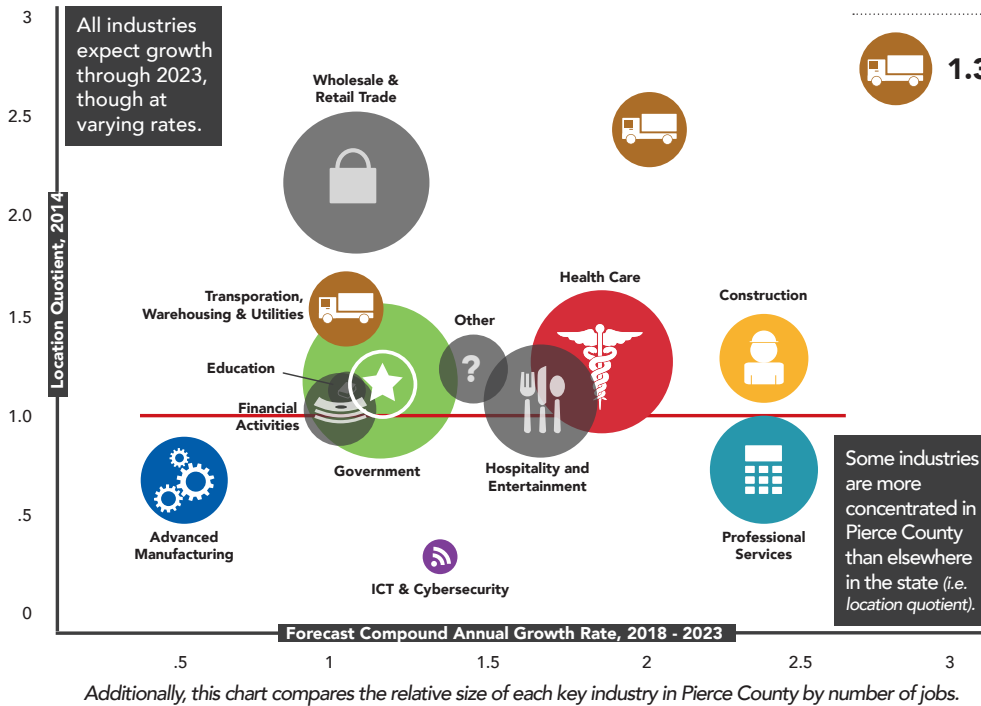 3
All industries
expect growth
through 2023,
though at
varying rates.
Wholesale &
Retail Trade
1.3
2.5
Location Quotient, 2014
2.0
Transporation,
Warehousing & Utilities
Health Care
Construction
1.5
Other
?
Education
Financial
Activities
1.0
Government
Hospitality and
Entertainment
Some industries
are more
concentrated in
Pierce County
than elsewhere
in the state (i.e.
location quotient).
.5
Advanced
Manufacturing
Professional
Services
ICT & Cybersecurity
0
Forecast Compound Annual Growth Rate, 2018 - 2023
.5 1 1.5 2 2.5 3
Additionally, this chart compares the relative size of each key industry in Pierce County by number of jobs.